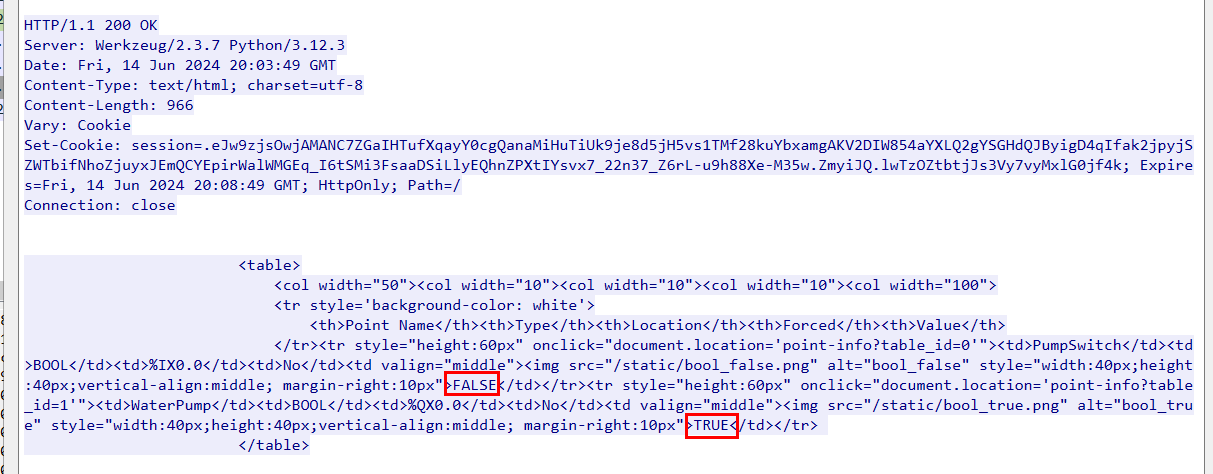 HTTP/1.1 200 OK
Server: Werkzeug/2.3.7 Python/3.12.3
Date: Fri, 14 Jun 2024 20:03:49 GMT
Content-Type: text/html; charset=utf-8
Content-Length: 966
Vary: Cookie
Set-Cookie: session=.eJw9zjsOwjAMANC7ZGaIHTufXqayY0cgQanaMiHuTiUk9je8d5jH5vs1TMf28kuYbxamgAKV2DIW854aYXLQ2gYSGHdQJByigD4qIfak2jpyjS
ZWTbifNhoZjuyxJEmQCYEpirWalWMGEq_I6tSMi3FsaaDSiLlyEQhnZPXtIYsvx7_22n37_Z6rL-u9h88Xe-M35w.ZmyiJQ.lwTzOZtbtjJs3Vy7vyMxlG0jf4k; Expire
s=Fri, 14 Jun 2024 20:08:49 GMT; HttpOnly; Path=/
Connection: close
<table>
<col width="50"><col width="10"><col width="10"><col width="10"><col width="100">
<tr style='background-color: white'>
<th>Point Name</th><th>Type</th><th>Location</th><th>Forced</th><th>Value</th>
</tr><tr style="height:60px" onclick="document.location='point-info?table_id=0'"><td>PumpSwitch</td><td
>BOOL</td><td>%IX0.0</td><td>No</td><td valign="middle"><img src="/static/bool_false.png" alt="bool_false" style="width:40px;height
:40px;vertical-align:middle; margin-right:10px">FALSE</td></tr><tr style="height:60px" onclick="document.location='point-info?table
_id=1'"><td>WaterPump</td><td>BOOL</td><td>%QX0.0</td><td>No</td><td valign="middle"><img src="/static/bool_true.png" alt="bool_tru
e" style="width:40px;height:40px;vertical-align:middle; margin-right:10px">TRUE</td></tr>
</table>